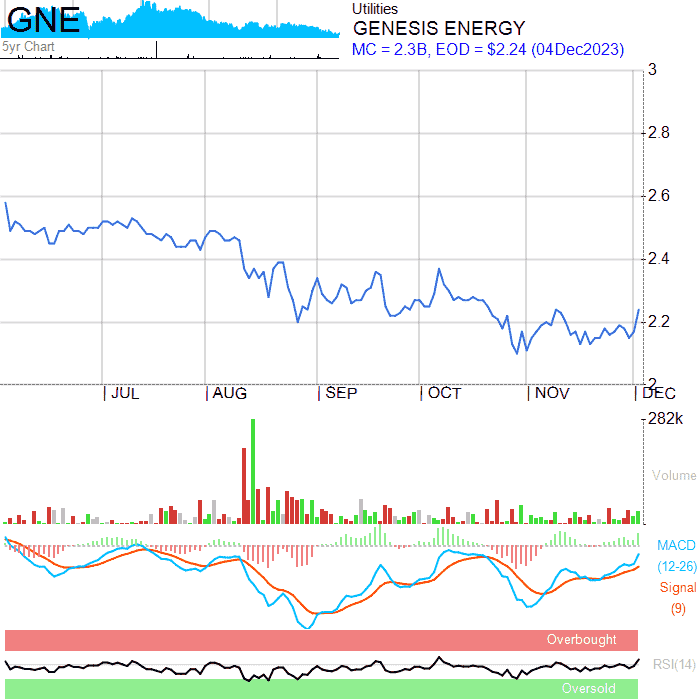 GNE
5yr Chart
Utilities
GENESIS ENERGY
MC = 2.3B, EOD = $2.24 (04Dec2023)
3
2.8
2.6
2.4
2.2
2
JUL AUG SEP OCT NOV DEC
282k
Volume
MACD
(12-26)
Signal
(9)
Overbought
RSI(14)
Oversold